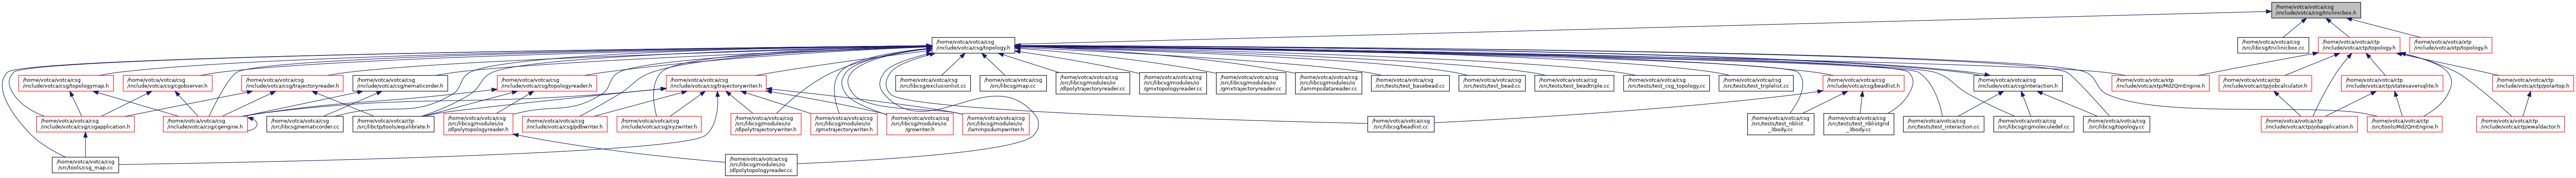 /home/votca/votca/csg
/include/votca/csg/triclinicbox.h
/home/votca/votca/csg
/include/votca/csg/topology.h
/home/votca/votca/csg
/src/libcsg/triclinicbox.cc
/home/votca/votca/ctp
/include/votca/ctp/topology.h
/home/votca/votca/xtp
/include/votca/xtp/topology.h
/home/votca/votca/csg
/include/votca/csg/topologymap.h
/home/votca/votca/csg
/include/votca/csg/cgobserver.h
/home/votca/votca/csg
/include/votca/csg/trajectoryreader.h
/home/votca/votca/csg
/include/votca/csg/nematicorder.h
/home/votca/votca/csg
/include/votca/csg/topologyreader.h
/home/votca/votca/csg
/include/votca/csg/trajectorywriter.h
/home/votca/votca/csg
/src/libcsg/exclusionlist.cc
/home/votca/votca/csg
/src/libcsg/map.cc
/home/votca/votca/csg
/src/libcsg/modules/io
/dlpolytrajectoryreader.cc
/home/votca/votca/csg
/src/libcsg/modules/io
/gmxtopologyreader.cc
/home/votca/votca/csg
/src/libcsg/modules/io
/gmxtrajectoryreader.cc
/home/votca/votca/csg
/src/libcsg/modules/io
/lammpsdatareader.cc
/home/votca/votca/csg
/src/tests/test_basebead.cc
/home/votca/votca/csg
/src/tests/test_bead.cc
/home/votca/votca/csg
/src/tests/test_beadtriple.cc
/home/votca/votca/csg
/src/tests/test_csg_topology.cc
/home/votca/votca/csg
/src/tests/test_triplelist.cc
/home/votca/votca/csg
/include/votca/csg/beadlist.h
/home/votca/votca/csg
/include/votca/csg/interaction.h
/home/votca/votca/xtp
/include/votca/xtp/Md2QmEngine.h
/home/votca/votca/ctp
/include/votca/ctp/qmcalculator.h
/home/votca/votca/ctp
/include/votca/ctp/statesaversqlite.h
/home/votca/votca/ctp
/include/votca/ctp/polartop.h
/home/votca/votca/csg
/include/votca/csg/csgapplication.h
/home/votca/votca/csg
/include/votca/csg/cgengine.h
/home/votca/votca/csg
/src/libcsg/nematicorder.cc
/home/votca/votca/ctp
/src/libctp/tools/equilibrate.h
/home/votca/votca/csg
/src/libcsg/modules/io
/dlpolytopologyreader.h
/home/votca/votca/csg
/include/votca/csg/pdbwriter.h
/home/votca/votca/csg
/include/votca/csg/xyzwriter.h
/home/votca/votca/csg
/src/libcsg/modules/io
/dlpolytrajectorywriter.h
/home/votca/votca/csg
/src/libcsg/modules/io
/gmxtrajectorywriter.h
/home/votca/votca/csg
/src/libcsg/modules/io
/growriter.h
/home/votca/votca/csg
/src/libcsg/modules/io
/lammpsdumpwriter.h
/home/votca/votca/csg
/src/libcsg/beadlist.cc
/home/votca/votca/csg
/src/tests/test_nblist
_3body.cc
/home/votca/votca/csg
/src/tests/test_nblistgrid
_3body.cc
/home/votca/votca/csg
/src/tests/test_interaction.cc
/home/votca/votca/csg
/src/libcsg/cgmoleculedef.cc
/home/votca/votca/csg
/src/libcsg/topology.cc
/home/votca/votca/ctp
/include/votca/ctp/jobapplication.h
/home/votca/votca/ctp
/src/tools/Md2QmEngine.h
/home/votca/votca/ctp
/include/votca/ctp/ewaldactor.h
/home/votca/votca/csg
/src/tools/csg_map.cc
/home/votca/votca/csg
/src/libcsg/modules/io
/dlpolytopologyreader.cc